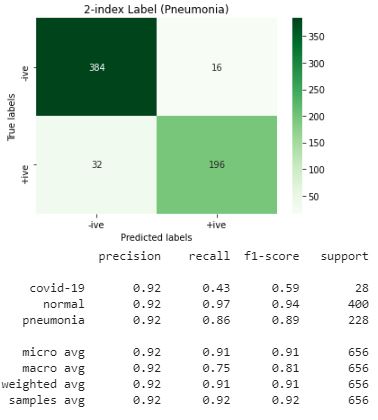 2-index Label (Pneumonia)
-ive
384
16
+ive
32
196
-ive
+ive
True labels
Predicted labels
350
300
250
200
150
100
50
precision recall f1-score support
covid-19 0.92 0.43 0.59 28
normal 0.92 0.97 0.94 400
pneumonia 0.92 0.86 0.89 228
micro avg 0.92 0.91 0.91 656
macro avg 0.92 0.75 0.81 656
weighted avg 0.92 0.91 0.91 656
samples avg 0.92 0.92 0.92 656